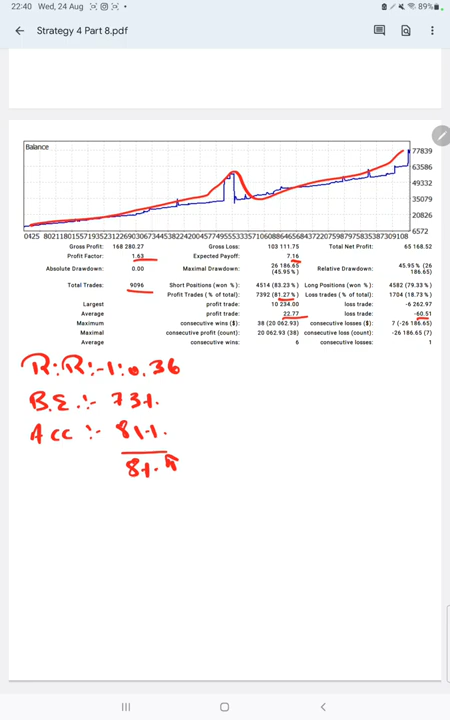 22:40 Wed, 24 Aug 89%
Strategy 4 Part 8.pdf
Balance
77839
63586
49332
35079
20826
6572
Gross Profit: 168 280.27 Gross Loss: 103 111.75 Total Net Profit: 65 168.52
Profit Factor: 1.63 Expected Payoff: 7.16
Absolute Drawdown: 0.00 Maximal Drawdown: 26 186.65 (45.95%) Relative Drawdown: 45.95% (26 186.65)
Total Trades: 9096 Short Positions (won %): 4514 (83.23%) Long Positions (won %): 4582 (79.33%)
Profit Trades (% of total): 7392 (81.27%) Loss trades (% of total): 1704 (18.73%)
Largest profit trade: 10 234.00 loss trade: -6 262.97
Average profit trade: 22.77 loss trade: -60.51
Maximum consecutive wins ($): 38 (20 062.93) consecutive losses ($): 7 (-26 186.65)
Maximal consecutive profit (count): 20 062.93 (38) consecutive loss (count): -26 186.65 (7)
Average consecutive wins: 6 consecutive losses: 1
R:R:-1:0.36
B.E :- 73%.
Acc :- 81%.
8%.